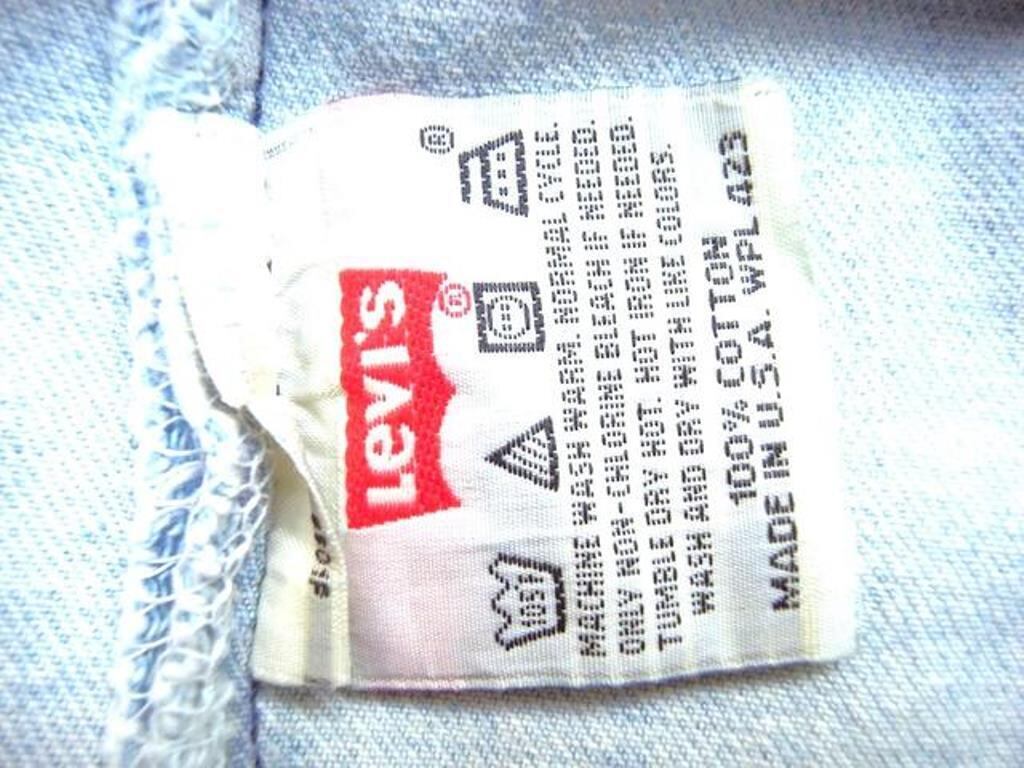 Levi's®
105F
®
MACHINE WASH WARM. NORMAL CYCLE.
ONLY NON-CHLORINE BLEACH IF NEEDED.
TUMBLE DRY HOT. HOT IRON IF NEEDED.
WASH AND DRY WITH LIKE COLORS.
100% COTTON
MADE IN U.S.A. WPL 423